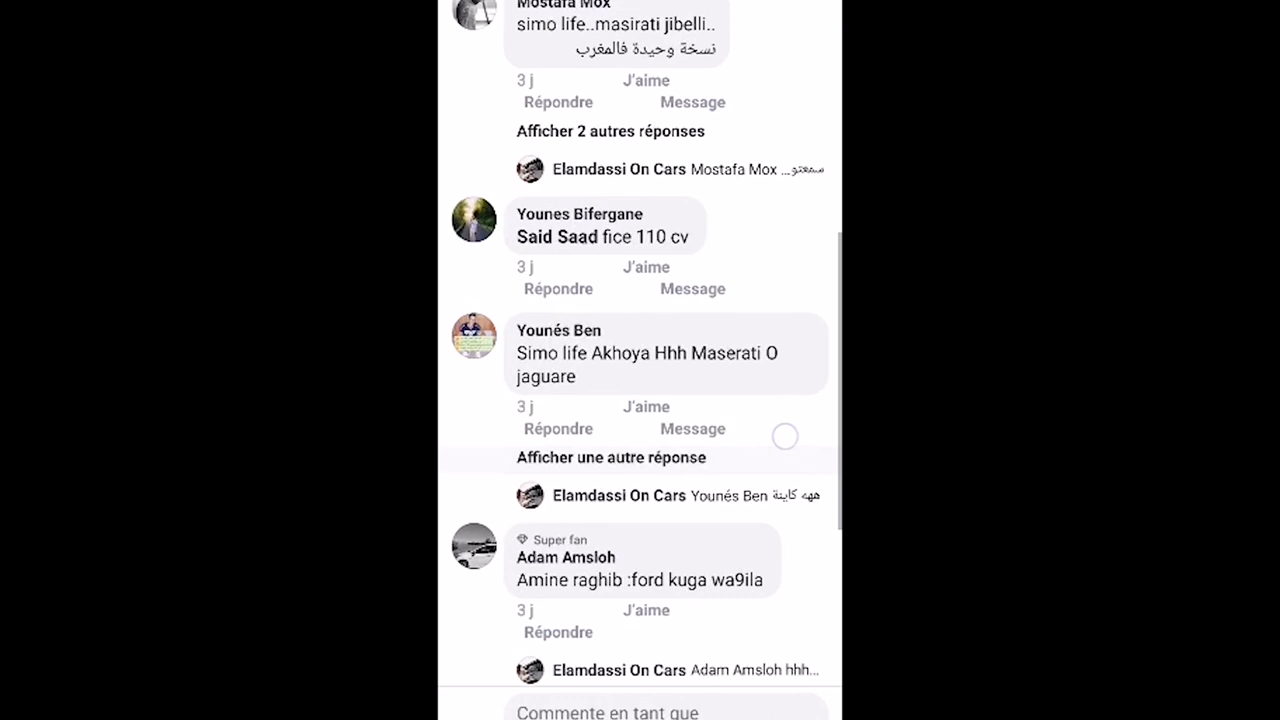 Mostafa Mox
simo life..masirati jibelli..
نسخة وحيدة فالمغرب
3 j J'aime
Répondre Message
Afficher 2 autres réponses
Elamdassi On Cars Mostafa Mox سمعتو...
Younes Bifergane
Said Saad fice 110 cv
3 j J'aime
Répondre Message
Younés Ben
Simo life Akhoya Hhh Maserati O
jaguare
3 j J'aime
Répondre Message
Afficher une autre réponse
Elamdassi On Cars Younés Ben ههه كاينة
Super fan
Adam Amsloh
Amine raghib :ford kuga wa9ila
3 j J'aime
Répondre
Elamdassi On Cars Adam Amsloh hhh...
Commente en tant que